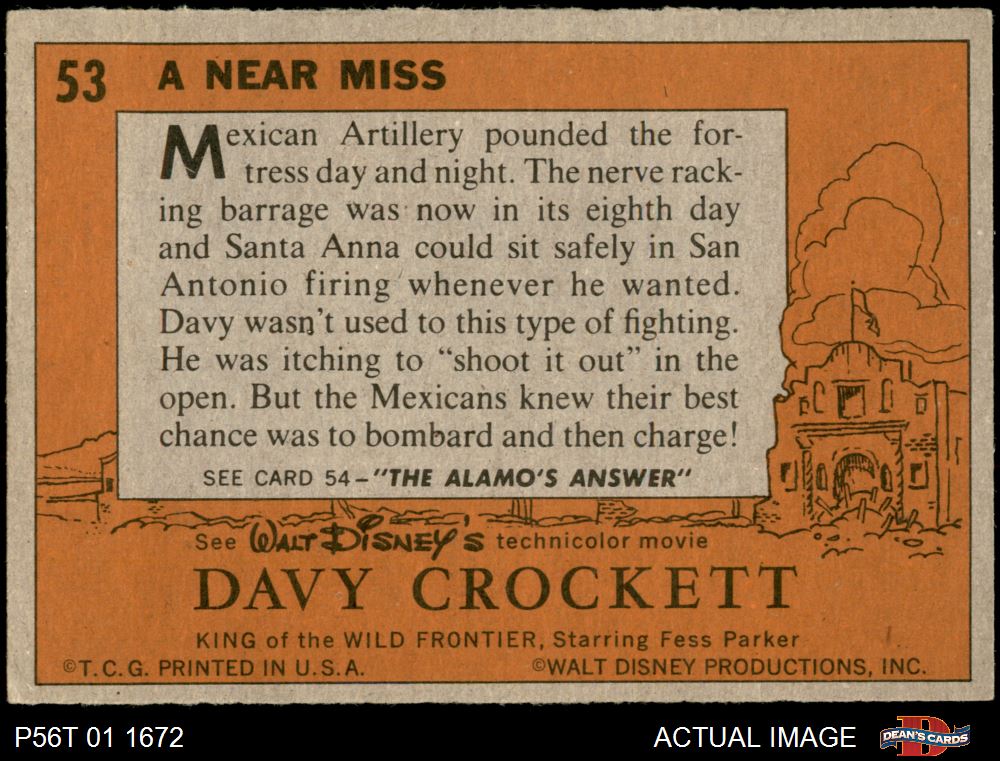 53 A NEAR MISS
Mexican Artillery pounded the for-
tress day and night. The nerve rack-
ing barrage was now in its eighth day
and Santa Anna could sit safely in San
Antonio firing whenever he wanted.
Davy wasn't used to this type of fighting.
He was itching to “shoot it out” in the
open. But the Mexicans knew their best
chance was to bombard and then charge!
SEE CARD 54–"THE ALAMO'S ANSWER"
See WALT DISNEY'S technicolor movie
DAVY CROCKETT
KING of the WILD FRONTIER, Starring Fess Parker
©T.C.G. PRINTED IN U.S.A. ©WALT DISNEY PRODUCTIONS, INC.
P56T 01 1672 ACTUAL IMAGE D DEAN'S CARDS